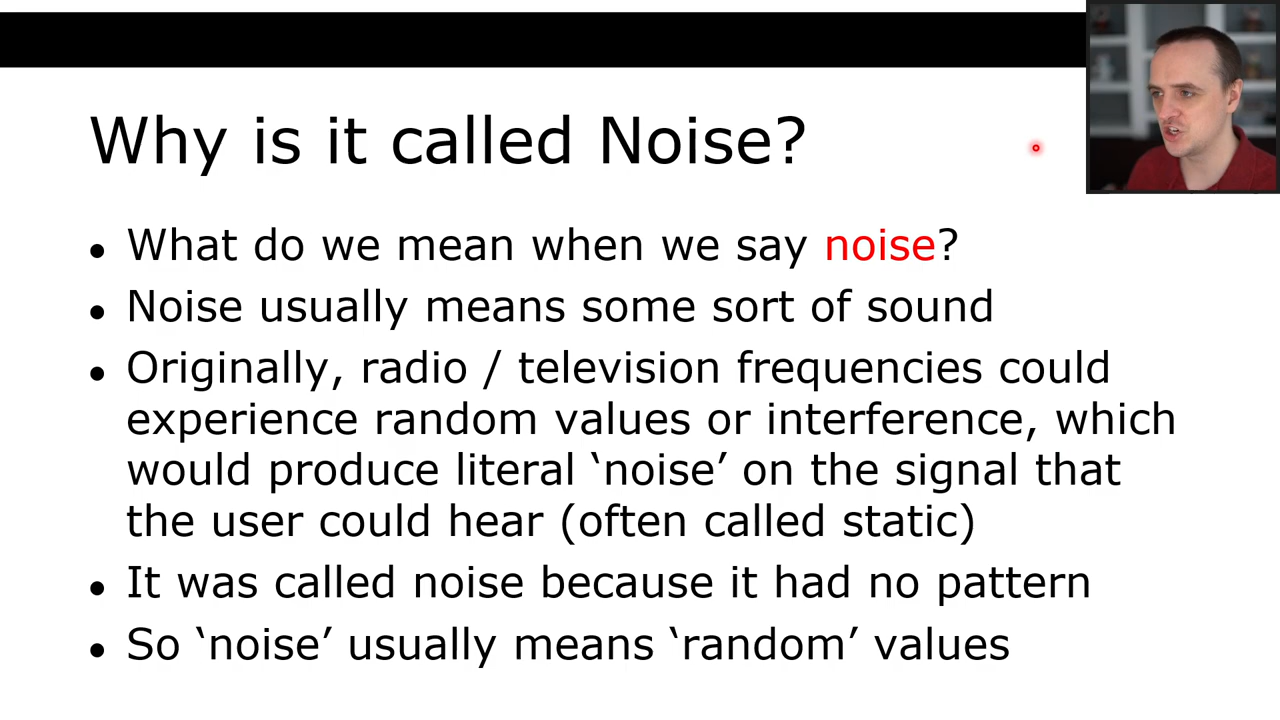 Why is it called Noise?
• What do we mean when we say noise?
• Noise usually means some sort of sound
• Originally, radio / television frequencies could
experience random values or interference, which
would produce literal ‘noise’ on the signal that
the user could hear (often called static)
• It was called noise because it had no pattern
• So ‘noise’ usually means ‘random’ values